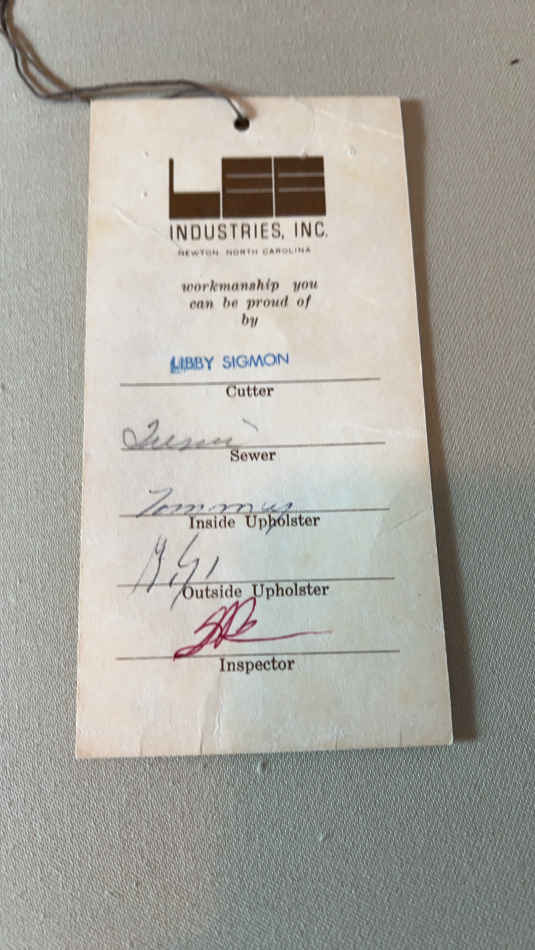 LEE
INDUSTRIES, INC.
NEWTON, NORTH CAROLINA
workmanship you
can be proud of
by
LIBBY SIGMON
Cutter
Sewer
Tommy
Inside Upholster
Outside Upholster
Inspector